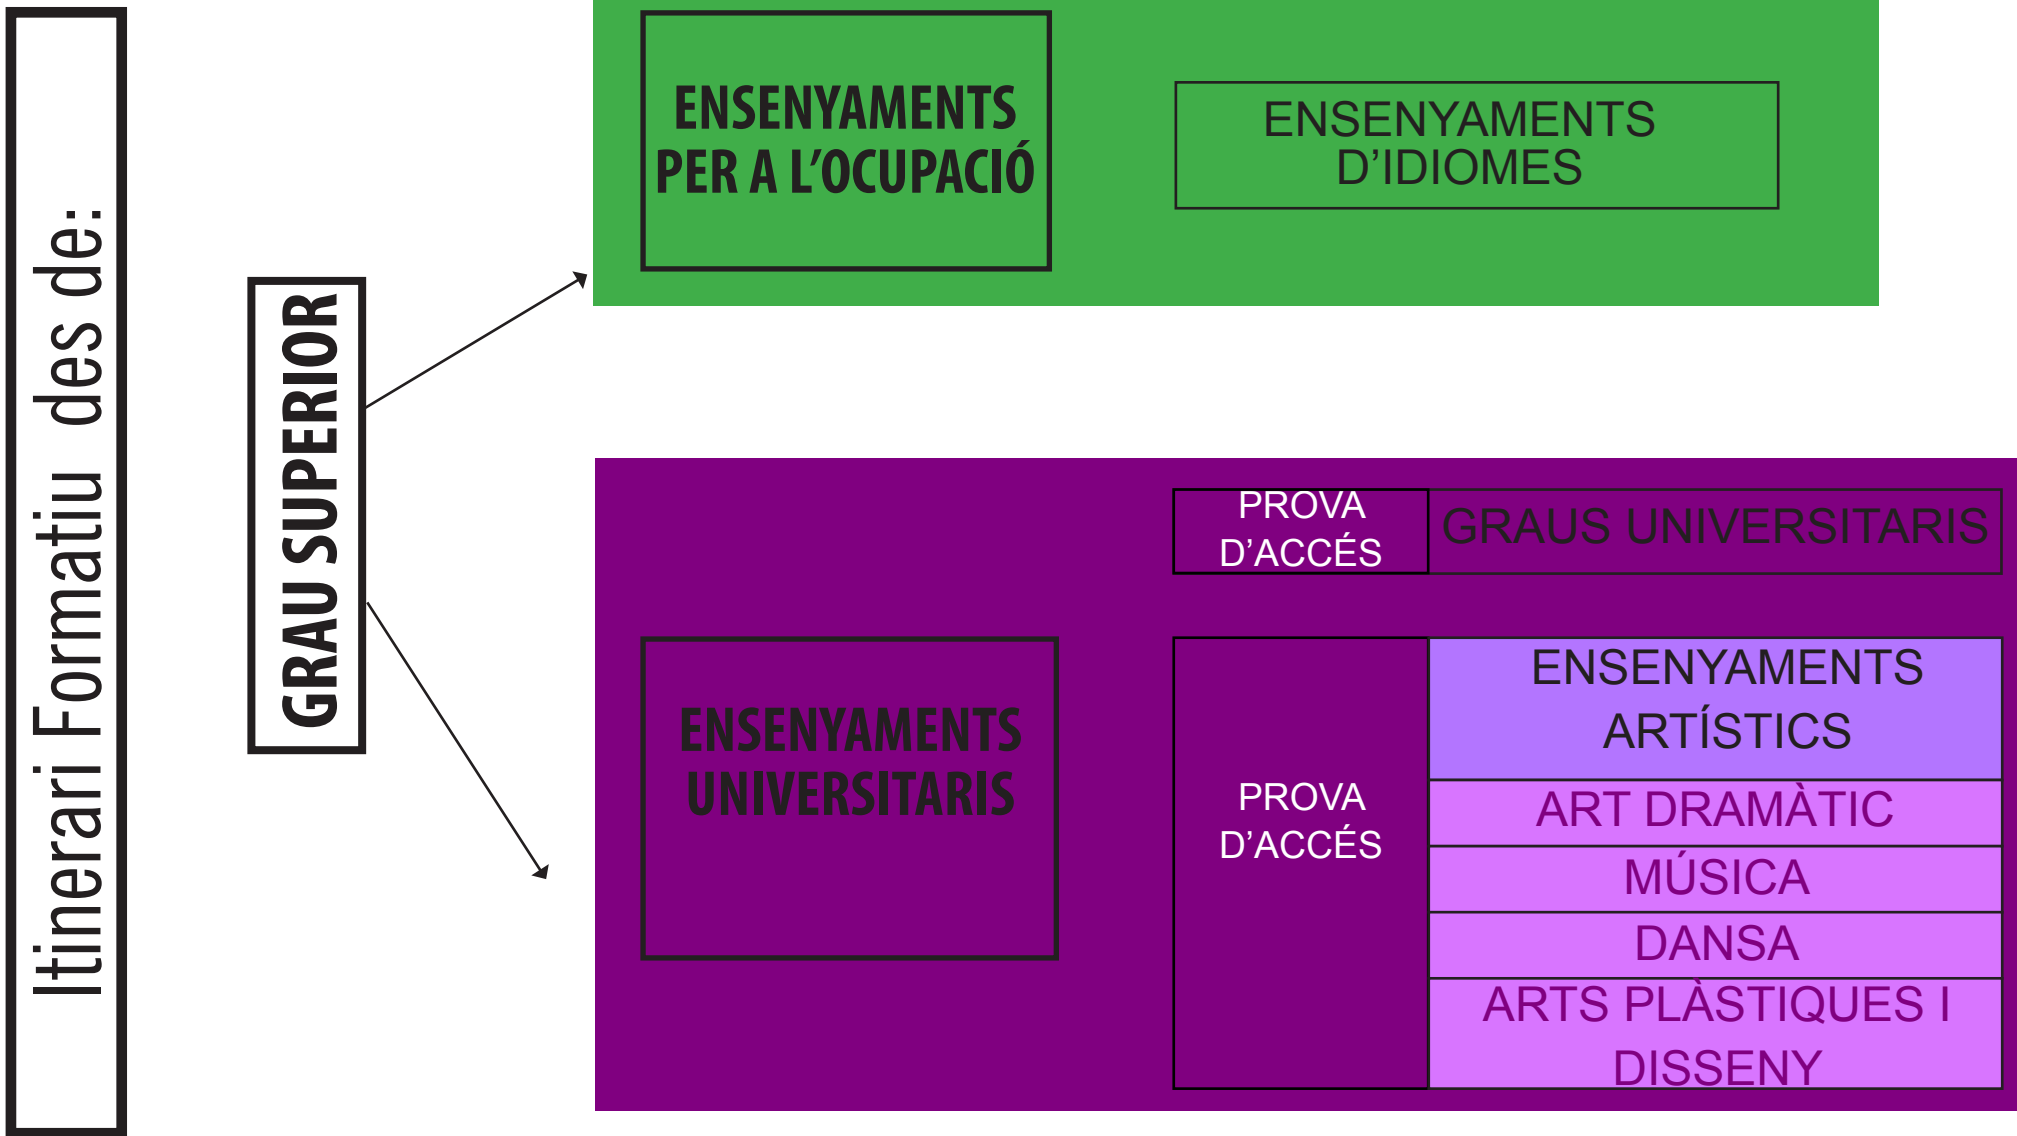 Itinerari Formatiu des de:
GRAU SUPERIOR
ENSENYAMENTS
PER A L’OCUPACIÓ
ENSENYAMENTS
D’IDIOMES
ENSENYAMENTS
UNIVERSITARIS
PROVA
D’ACCÉS
GRAUS UNIVERSITARIS
PROVA
D’ACCÉS
ENSENYAMENTS
ARTÍSTICS
ART DRAMÀTIC
MÚSICA
DANSA
ARTS PLÀSTIQUES I
DISSENY